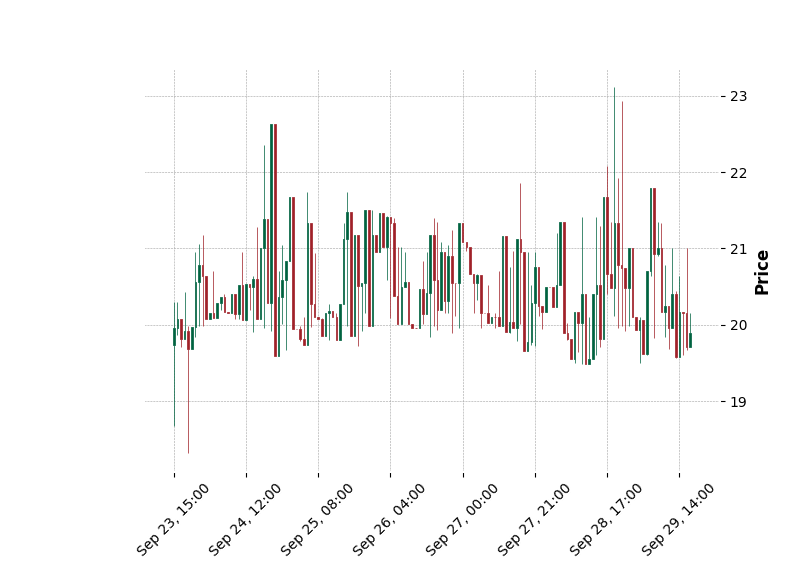 23
22
21
20
19
Price
Sep 23, 15:00
Sep 24, 12:00
Sep 25, 08:00
Sep 26, 04:00
Sep 27, 00:00
Sep 27, 21:00
Sep 28, 17:00
Sep 29, 14:00